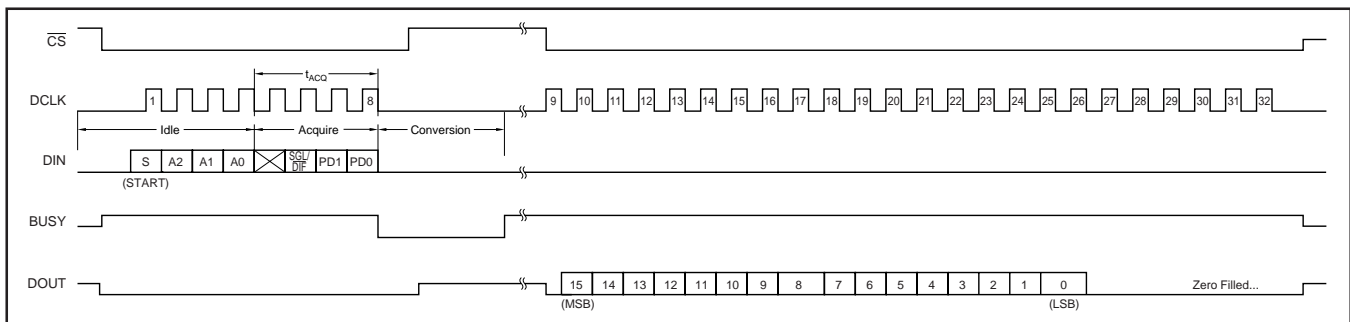 CS
tACQ
DCLK 1 8 9 10 11 12 13 14 15 16 17 18 19 20 21 22 23 24 25 26 27 28 29 30 31 32
Idle Acquire Conversion
DIN S A2 A1 A0 SGL/DIF PD1 PD0
(START)
BUSY
DOUT 15 14 13 12 11 10 9 8 7 6 5 4 3 2 1 0 Zero Filled...
(MSB) (LSB)